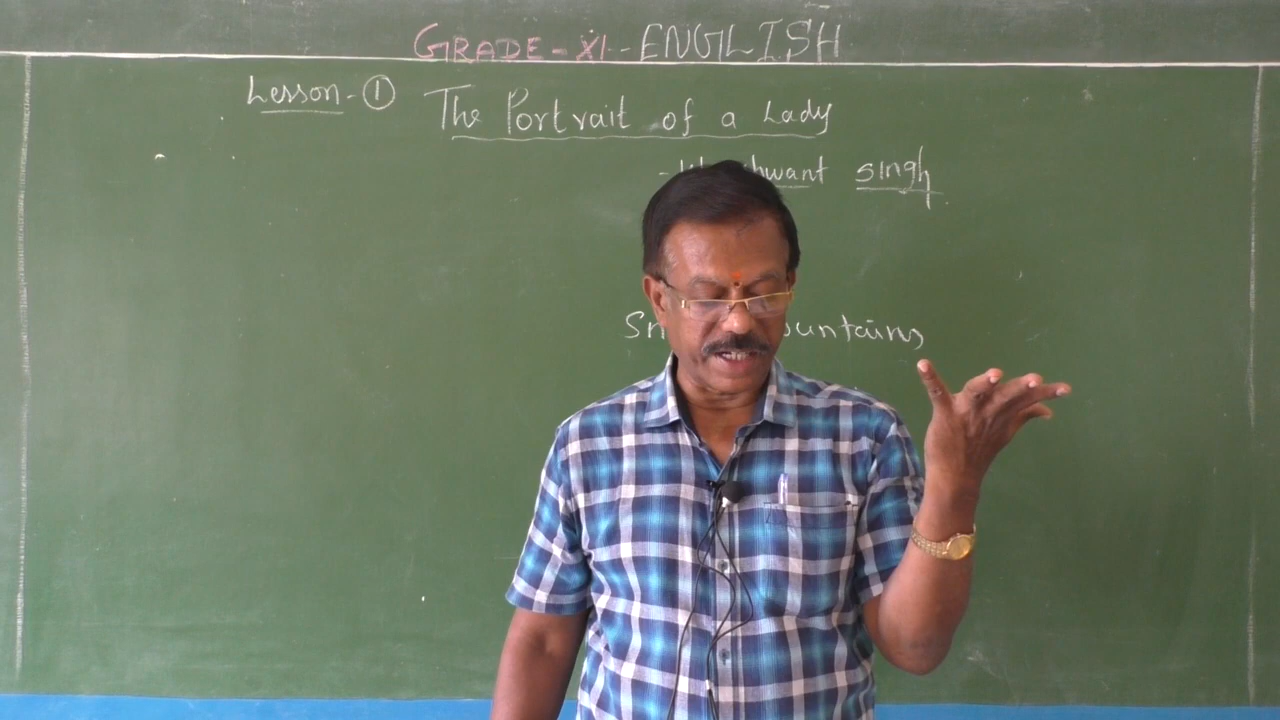 GRADE - XI - ENGLISH
Lesson - ① The Portrait of a Lady
singh